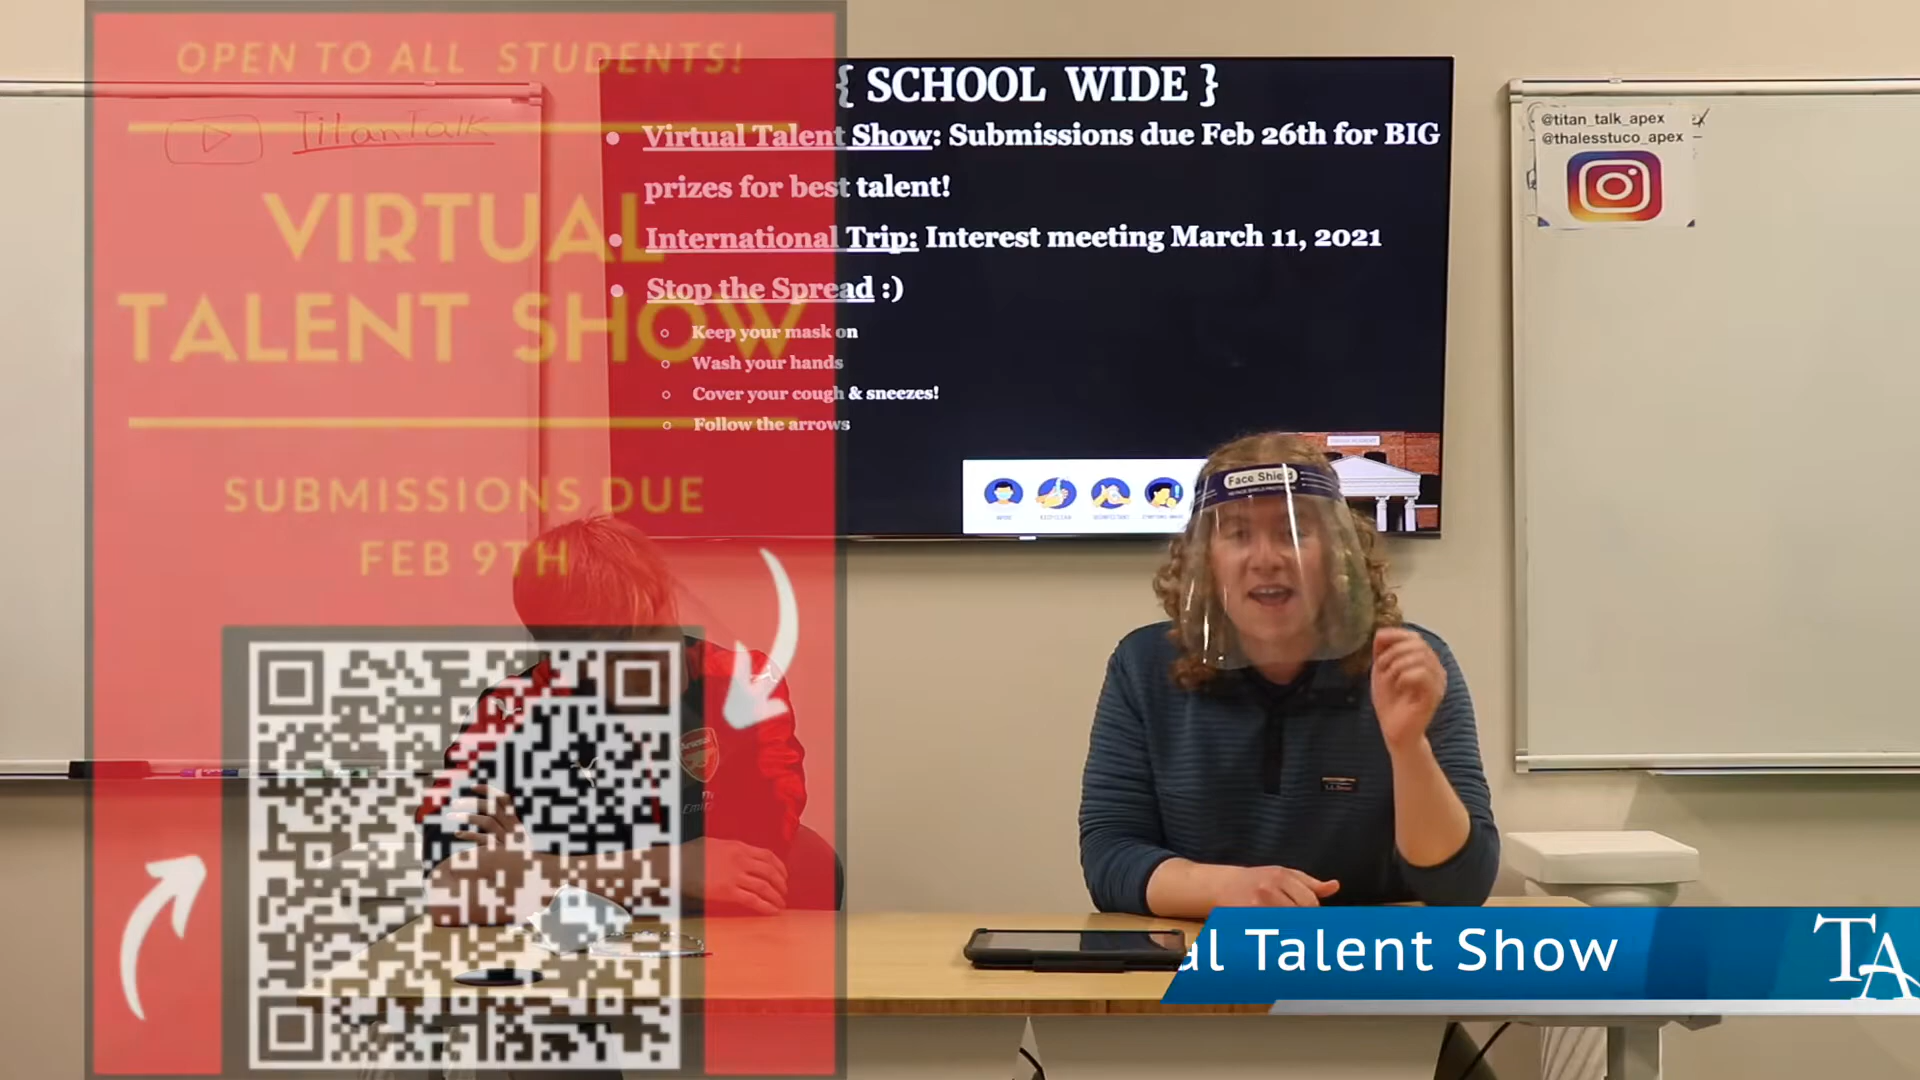 OPEN TO ALL STUDENTS!
TitanTalk
VIRTUAL
TALENT SHOW
SUBMISSIONS DUE
FEB 9TH
{ SCHOOL WIDE }
Virtual Talent Show: Submissions due Feb 26th for BIG
prizes for best talent!
International Trip: Interest meeting March 11, 2021
Stop the Spread :)
Keep your mask on
Wash your hands
Cover your cough & sneezes!
Follow the arrows
@titan_talk_apex
@thalesstuco_apex
Face Shield
Arsenal
al Talent Show
TA